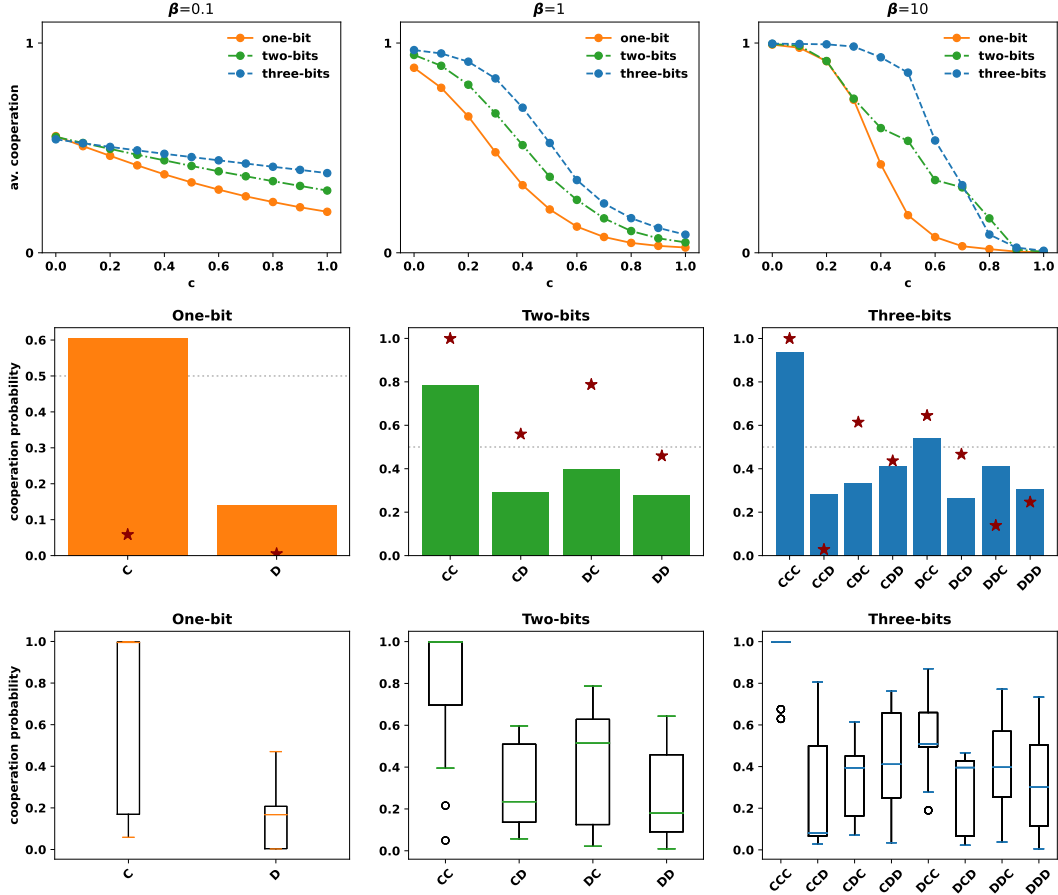 β=0.1
β=1
β=10
av. cooperation
1
0
one-bit
two-bits
three-bits
0.0 0.2 0.4 0.6 0.8 1.0
c
1
0
one-bit
two-bits
three-bits
0.0 0.2 0.4 0.6 0.8 1.0
c
1
0
one-bit
two-bits
three-bits
0.0 0.2 0.4 0.6 0.8 1.0
c
One-bit
cooperation probability
0.6
0.5
0.4
0.3
0.2
0.1
0.0
C D
Two-bits
1.0
0.8
0.6
0.4
0.2
0.0
CC CD DC DD
Three-bits
1.0
0.8
0.6
0.4
0.2
0.0
CCC CCD CDC CDD DCC DCD DDC DDD
One-bit
cooperation probability
1.0
0.8
0.6
0.4
0.2
0.0
C D
Two-bits
1.0
0.8
0.6
0.4
0.2
0.0
CC CD DC DD
Three-bits
1.0
0.8
0.6
0.4
0.2
0.0
CCC CCD CDC CDD DCC DCD DDC DDD